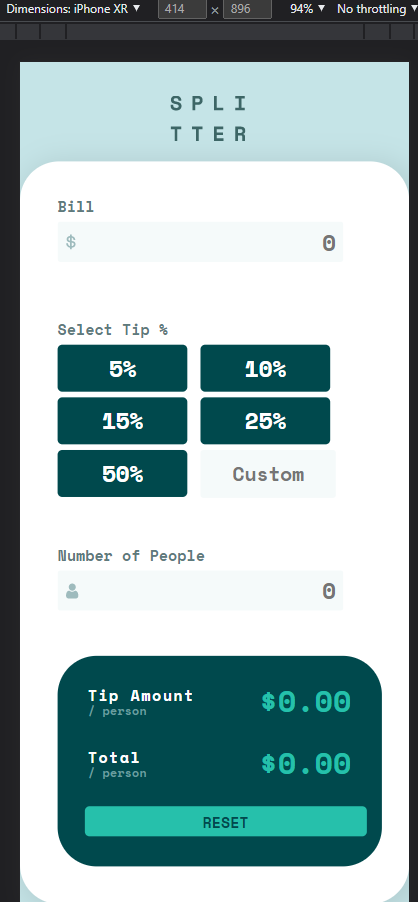 Dimensions: iPhone XR ▼ 414 × 896 94% ▼ No throttling ▼
SPLI
TTER
Bill
$ 0
Select Tip %
5% 10%
15% 25%
50% Custom
Number of People
0
Tip Amount $0.00
/ person
Total $0.00
/ person
RESET